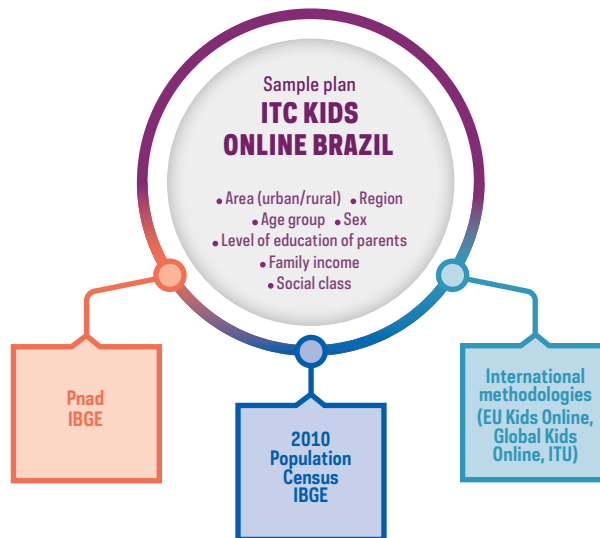 Sample plan
ITC KIDS
ONLINE BRAZIL
• Area (urban/rural) • Region
• Age group • Sex
• Level of education of parents
• Family income
• Social class
Pnad
IBGE
2010
Population
Census
IBGE
International
methodologies
(EU Kids Online,
Global Kids
Online, ITU)